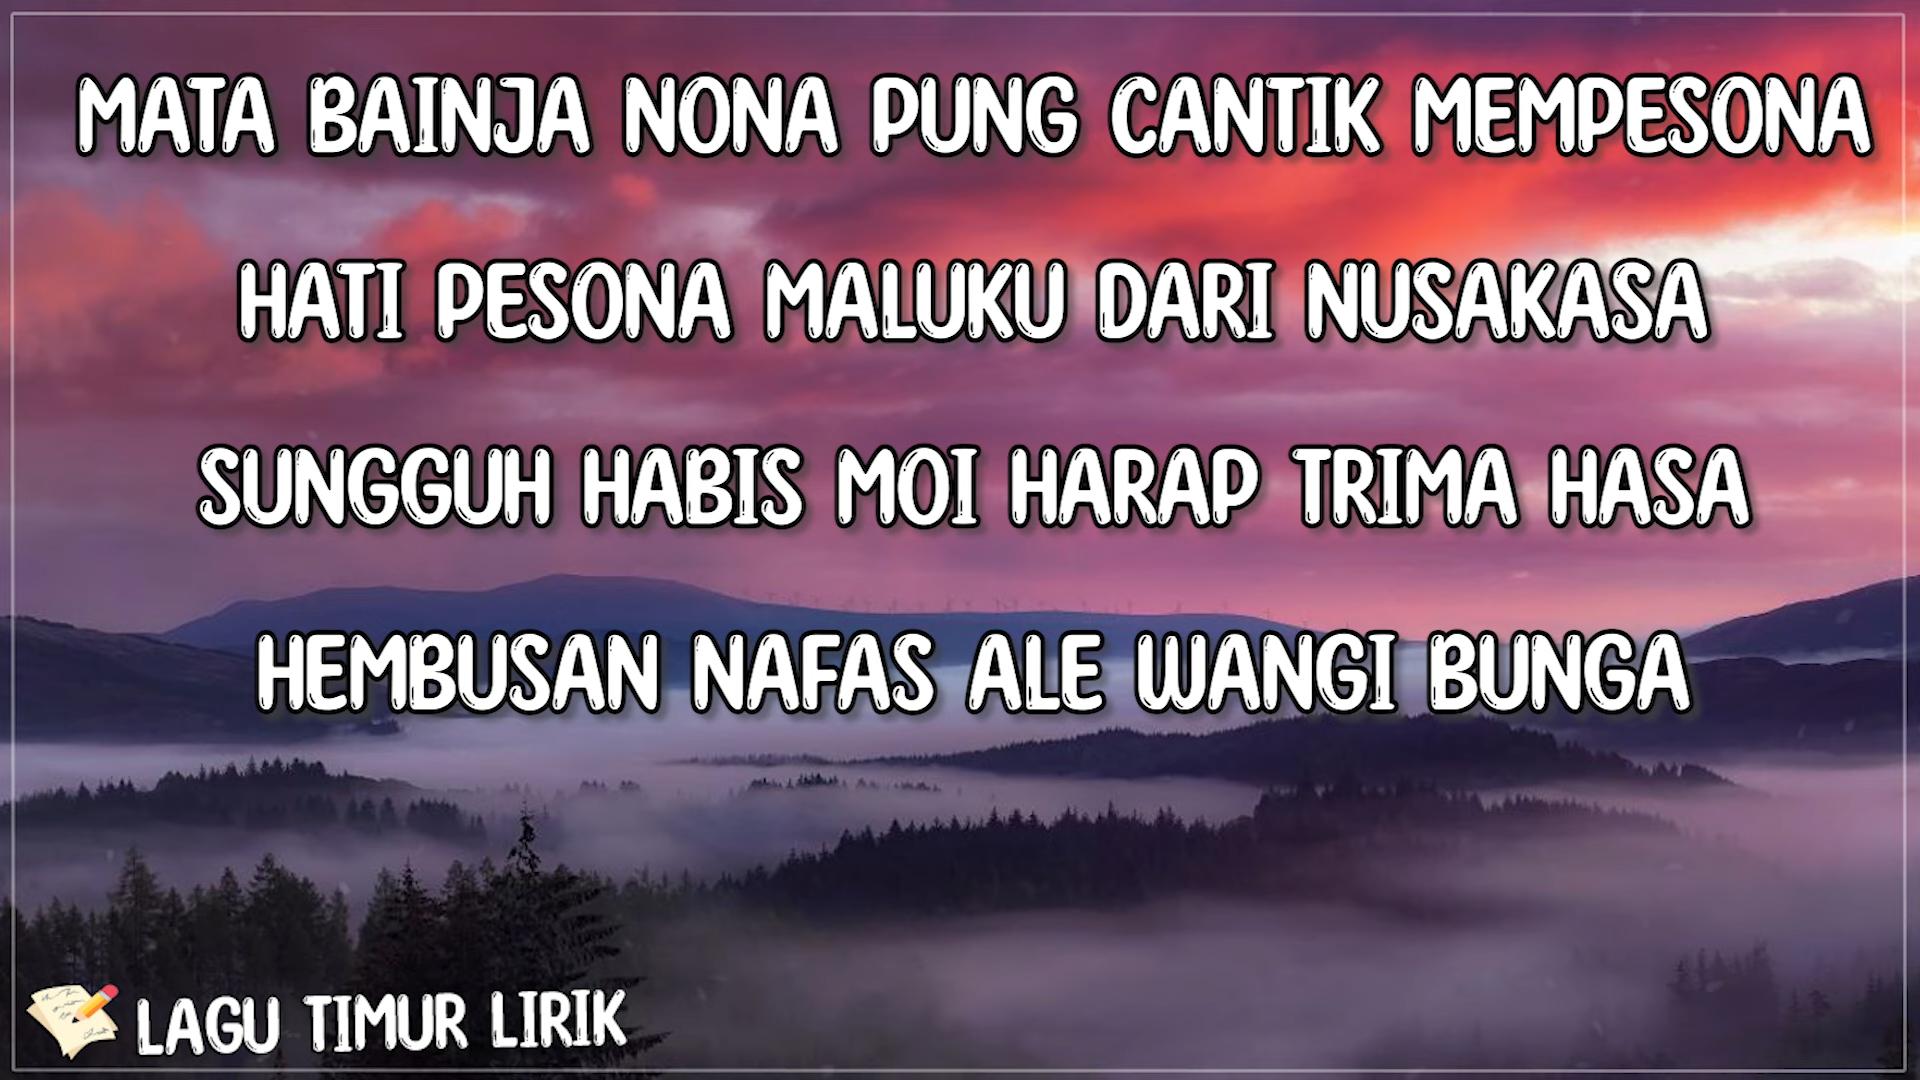 MATA BAINJA NONA PUNG CANTIK MEMPESONA
HATI PESONA MALUKU DARI NUSAKASA
SUNGGUH HABIS MOI HARAP TRIMA HASA
HEMBUSAN NAFAS ALE WANGI BUNGA
LAGU TIMUR LIRIK